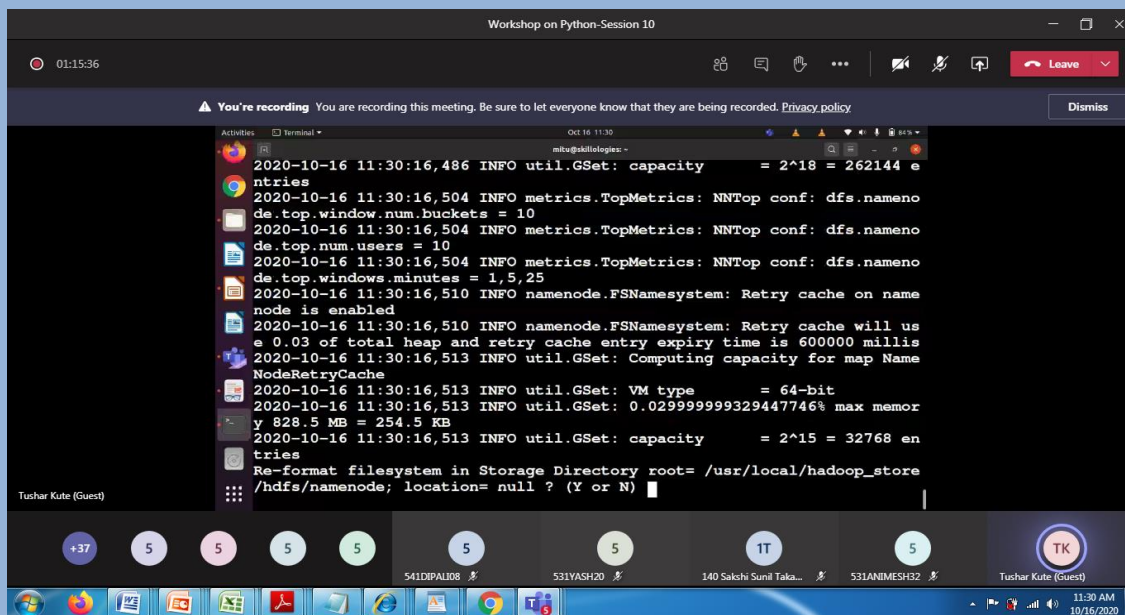 Workshop on Python-Session 10
01:15:36
Leave
You're recording You are recording this meeting. Be sure to let everyone know that they are being recorded. Privacy policy
Dismiss
Activities Terminal Oct 16 11:30 84%
mitu@skillologies: ~
2020-10-16 11:30:16,486 INFO util.GSet: capacity = 2^18 = 262144 e
ntries
2020-10-16 11:30:16,504 INFO metrics.TopMetrics: NNTop conf: dfs.nameno
de.top.window.num.buckets = 10
2020-10-16 11:30:16,504 INFO metrics.TopMetrics: NNTop conf: dfs.nameno
de.top.num.users = 10
2020-10-16 11:30:16,504 INFO metrics.TopMetrics: NNTop conf: dfs.nameno
de.top.windows.minutes = 1,5,25
2020-10-16 11:30:16,510 INFO namenode.FSNamesystem: Retry cache on name
node is enabled
2020-10-16 11:30:16,510 INFO namenode.FSNamesystem: Retry cache will us
e 0.03 of total heap and retry cache entry expiry time is 600000 millis
2020-10-16 11:30:16,513 INFO util.GSet: Computing capacity for map Name
NodeRetryCache
2020-10-16 11:30:16,513 INFO util.GSet: VM type = 64-bit
2020-10-16 11:30:16,513 INFO util.GSet: 0.029999999329447746% max memor
y 828.5 MB = 254.5 KB
2020-10-16 11:30:16,513 INFO util.GSet: capacity = 2^15 = 32768 en
tries
Re-format filesystem in Storage Directory root= /usr/local/hadoop_store
/hdfs/namenode; location= null ? (Y or N)
Tushar Kute (Guest)
+37 5 5 5 5 5 5 1T 5 TK
541DIPALI08 531YASH20 140 Sakshi Sunil Taka... 531ANIMESH32 Tushar Kute (Guest)
11:30 AM
10/16/2020